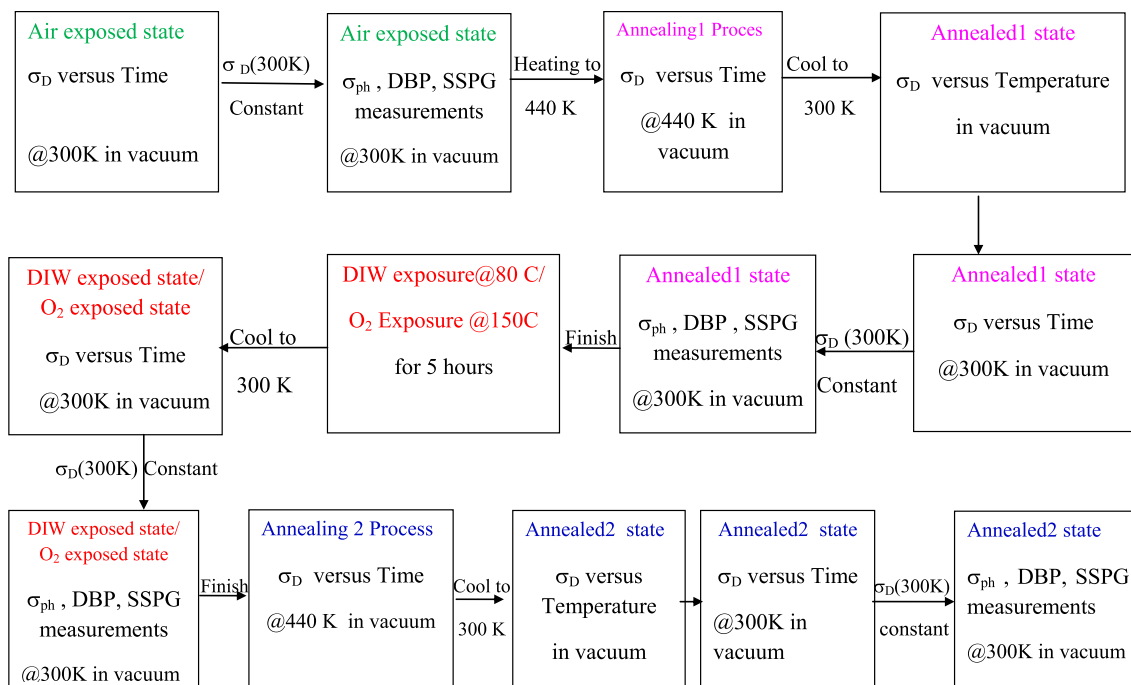 Air exposed state
σD versus Time
@300K in vacuum
σ D(300K)
Constant
Air exposed state
σph , DBP, SSPG
measurements
@300K in vacuum
Heating to
440 K
Annealing1 Proces
σD versus Time
@440 K in
vacuum
Cool to
300 K
Annealed1 state
σD versus Temperature
in vacuum
Annealed1 state
σD versus Time
@300K in vacuum
σD (300K)
Constant
Annealed1 state
σph , DBP , SSPG
measurements
@300K in vacuum
Finish
DIW exposure@80 C/
O2 Exposure @150C
for 5 hours
Cool to
300 K
DIW exposed state/
O2 exposed state
σD versus Time
@300K in vacuum
σD(300K) Constant
DIW exposed state/
O2 exposed state
σph , DBP, SSPG
measurements
@300K in vacuum
Finish
Annealing 2 Process
σD versus Time
@440 K in vacuum
Cool to
300 K
Annealed2 state
σD versus
Temperature
in vacuum
Annealed2 state
σD versus Time
@300K in
vacuum
σD(300K)
constant
Annealed2 state
σph , DBP, SSPG
measurements
@300K in vacuum